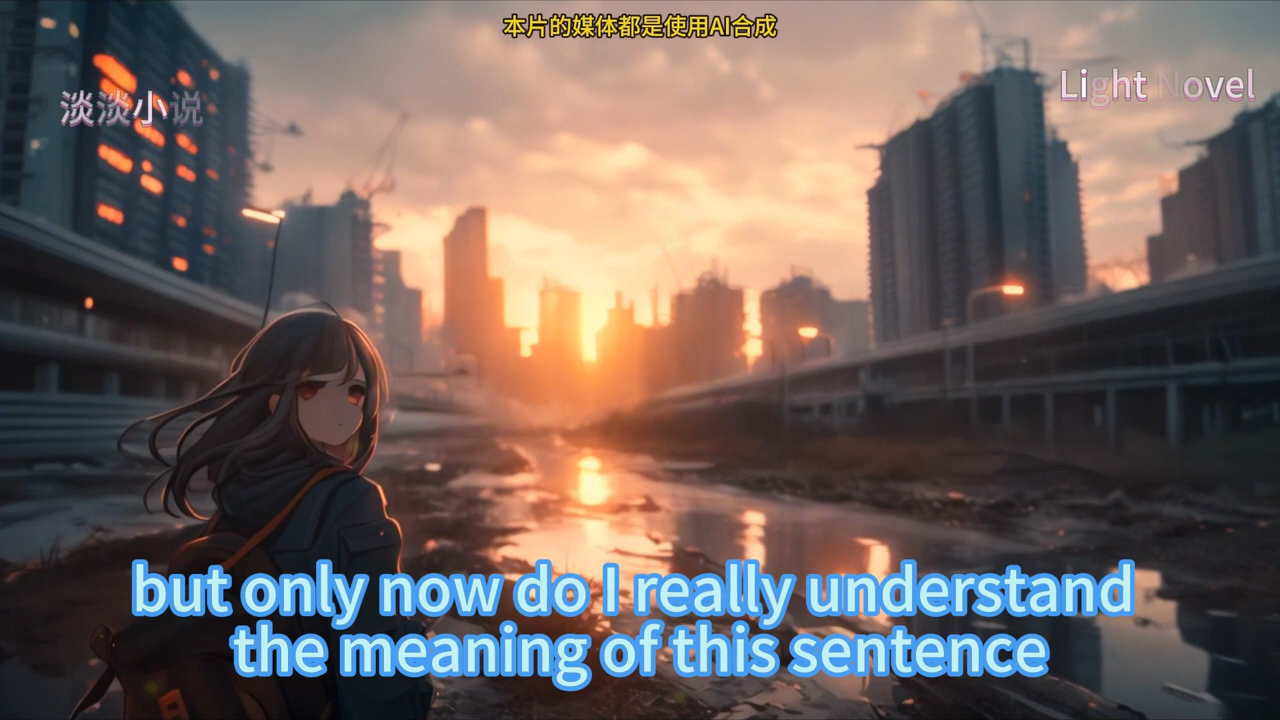 本片的媒体都是使用AI合成
淡淡小说
Light Novel
but only now do I really understand
the meaning of this sentence